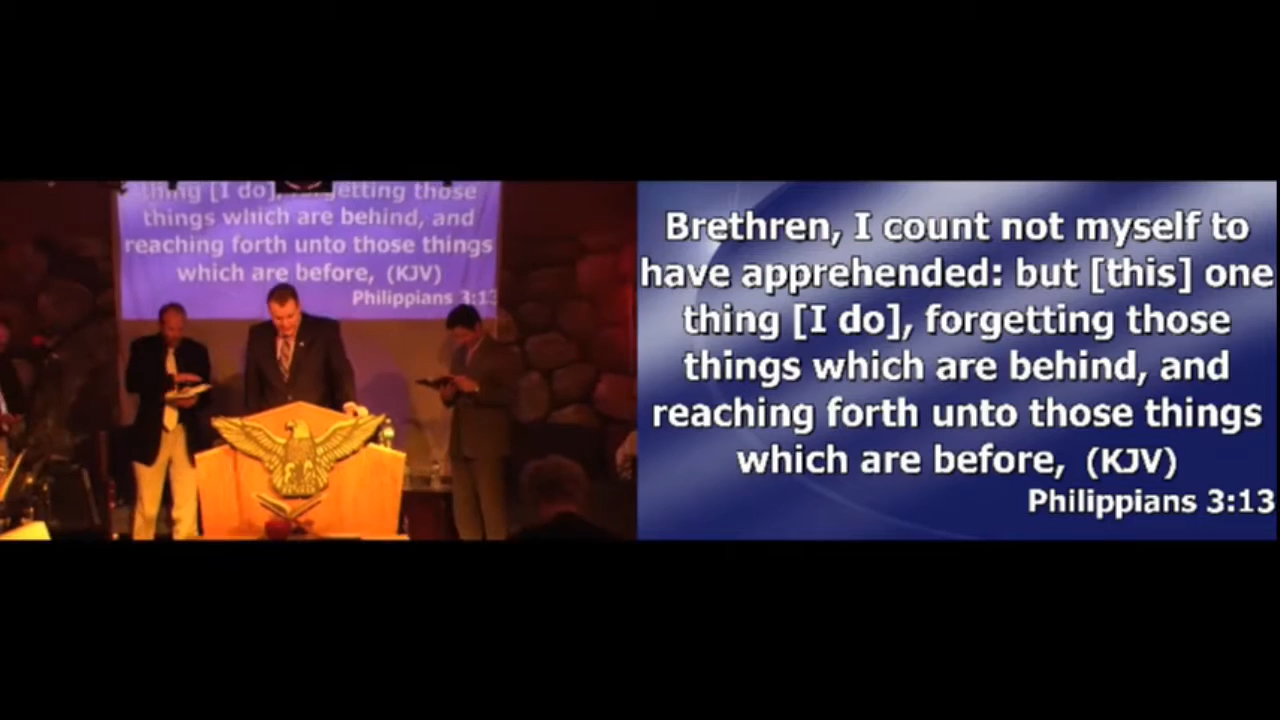 thing [I do], forgetting those
things which are behind, and
reaching forth unto those things
which are before, (KJV)
Philippians 3:13
Brethren, I count not myself to
have apprehended: but [this] one
thing [I do], forgetting those
things which are behind, and
reaching forth unto those things
which are before, (KJV)
Philippians 3:13